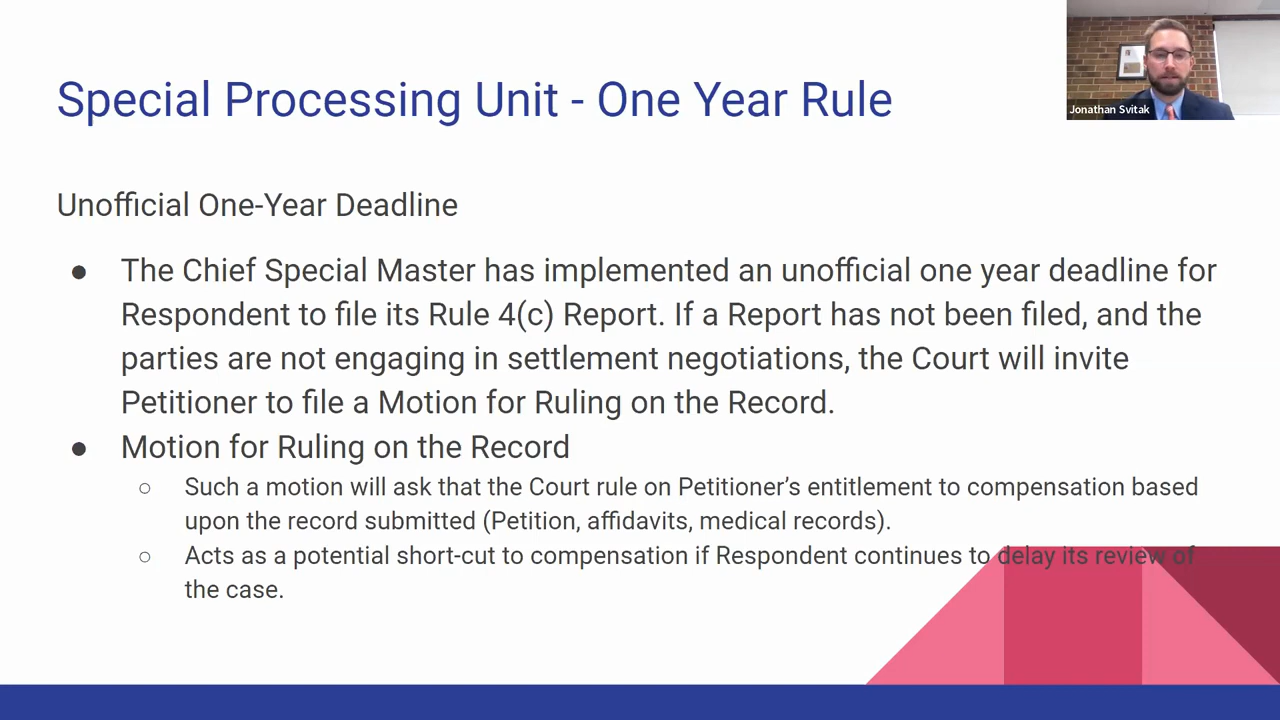 Special Processing Unit - One Year Rule
Jonathan Svitak
Unofficial One-Year Deadline
● The Chief Special Master has implemented an unofficial one year deadline for
Respondent to file its Rule 4(c) Report. If a Report has not been filed, and the
parties are not engaging in settlement negotiations, the Court will invite
Petitioner to file a Motion for Ruling on the Record.
● Motion for Ruling on the Record
○ Such a motion will ask that the Court rule on Petitioner’s entitlement to compensation based
upon the record submitted (Petition, affidavits, medical records).
○ Acts as a potential short-cut to compensation if Respondent continues to delay its review of
the case.